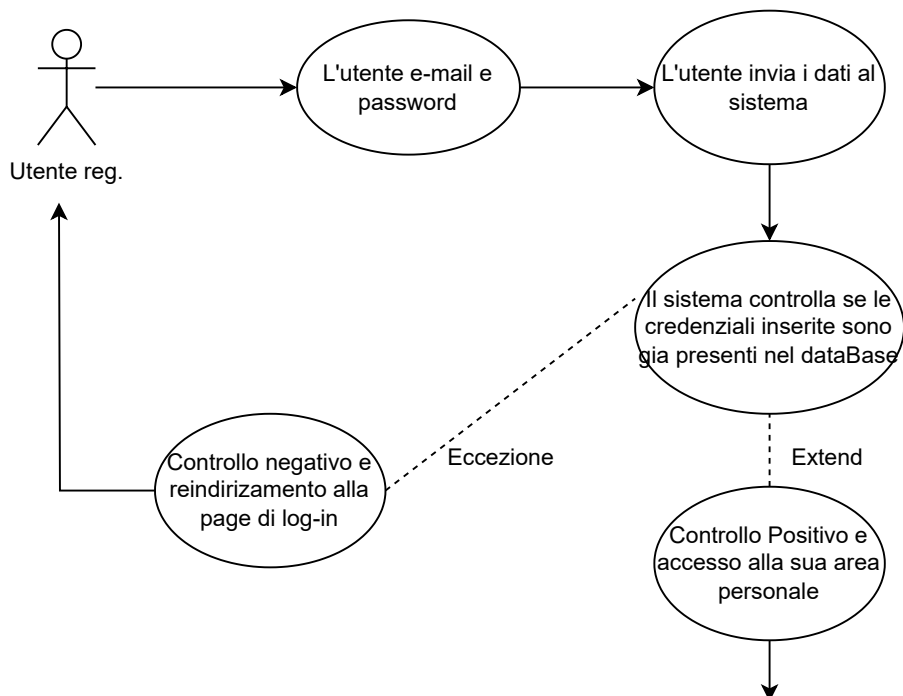 L'utente e-mail e
password
L'utente invia i dati al
sistema
Utente reg.
Il sistema controlla se le
credenziali inserite sono
gia presenti nel dataBase
Eccezione
Extend
Controllo negativo e
reindirizamento alla
page di log-in
Controllo Positivo e
accesso alla sua area
personale